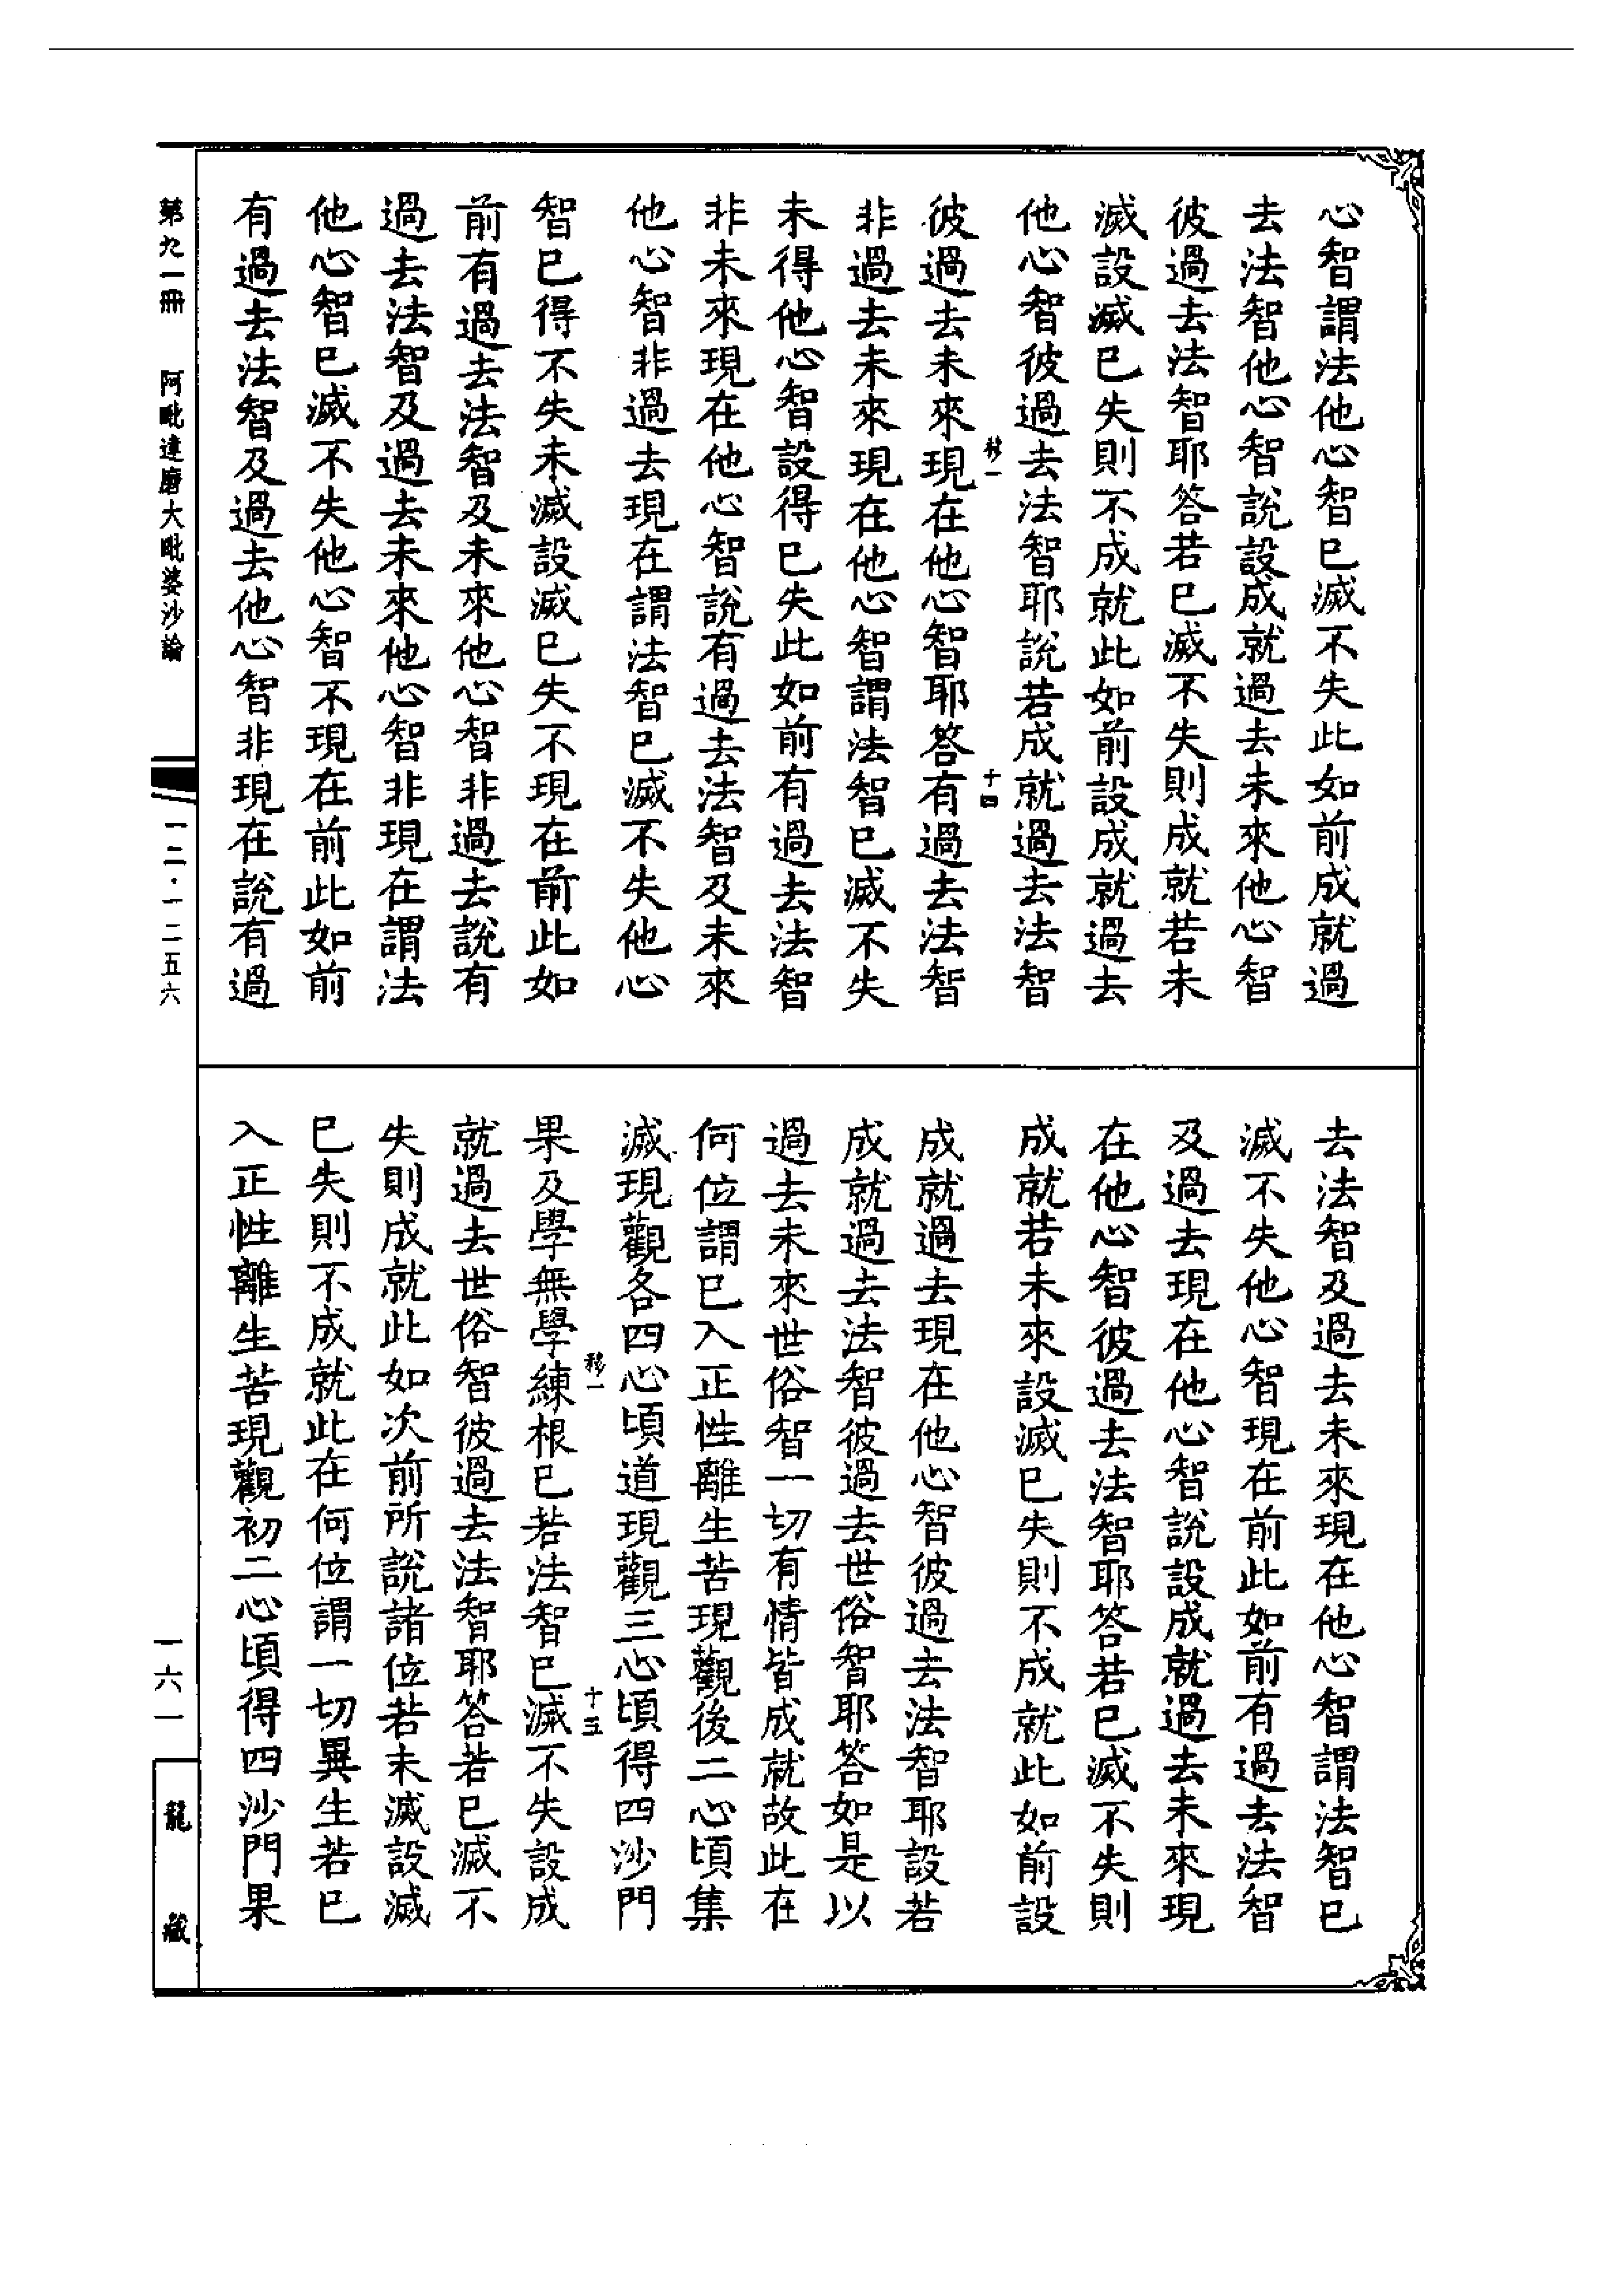 心智謂法他心智已滅不失此如前成就過
去法智他心智說設成就過去未來他心智
彼過去法智耶答若已滅不失則成就若未
滅設滅已失則不成就此如前設成就過去
他心智彼過去法智耶說若成就過去法智
移一 十四
彼過去未來現在他心智耶答有過去法智
非過去未來現在他心智謂法智已滅不失
未得他心智設得已失此如前有過去法智
非未來現在他心智說有過去法智及未來
他心智非過去現在謂法智已滅不失他心
智已得不失未滅設滅已失不現在前此如
前有過去法智及未來他心智非過去說有
過去法智及過去未來他心智非現在謂法
他心智已滅不失他心智不現在前此如前
有過去法智及過去他心智非現在說有過
去法智及過去未來現在他心智謂法智已
滅不失他心智現在前此如前有過去法智
及過去現在他心智說設成就過去未來現
在他心智彼過去法智耶答若已滅不失則
成就若未來設滅已失則不成就此如前設
成就過去現在他心智彼過去法智耶設若
成就過去法智彼過去世俗智耶答如是以
過去未來世俗智一切有情皆成就故此在
何位謂已入正性離生苦現觀後二心頃集
滅現觀各四心頃道現觀三心頃得四沙門
移一 十五
果及學無學練根已若法智已滅不失設成
就過去世俗智彼過去法智耶答若已滅不
失則成就此如次前所說諸位若未滅設滅
已失則不成就此在何位謂一切異生若已
入正性離生苦現觀初二心頃得四沙門果
第九一冊 阿毗達磨大毗婆沙論
一二·一二五六
一六一
龍藏